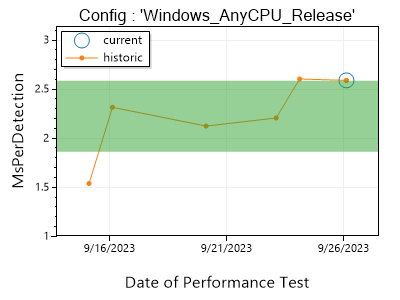 Config : 'Windows_AnyCPU_Release'
current
historic
MsPerDetection
3
2.5
2
1.5
1
9/16/2023
9/21/2023
9/26/2023
Date of Performance Test